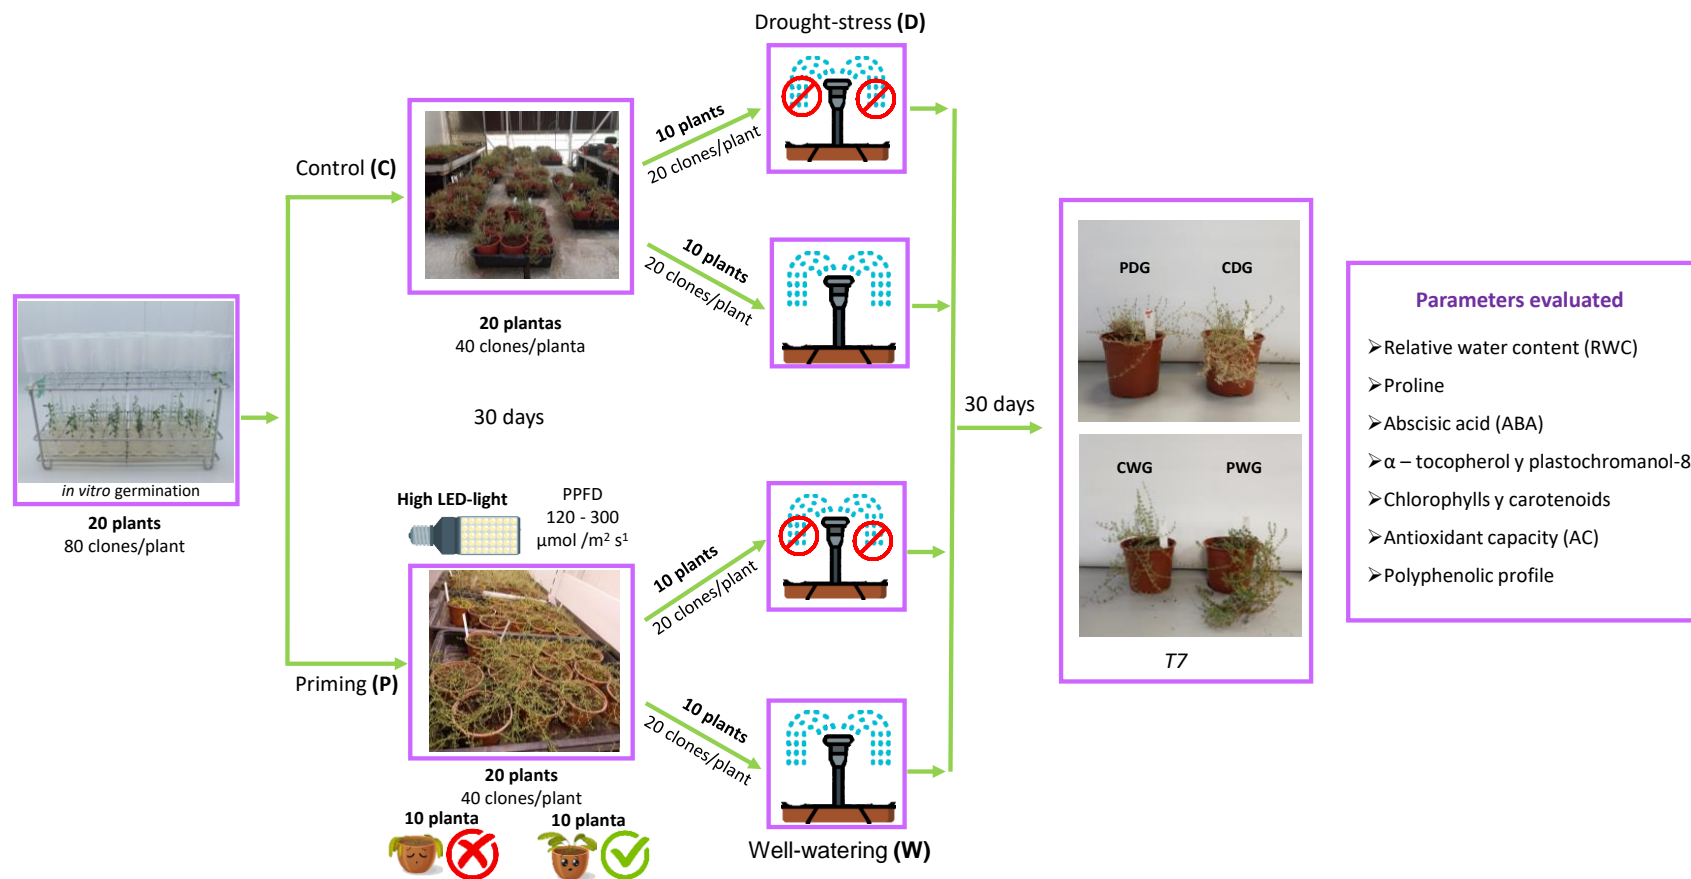 Drought-stress (D)
10 plants
20 clones/plant
Control (C)
10 plants
20 clones/plant
20 plantas
40 clones/planta
in vitro germination
20 plants
80 clones/plant
30 days
High LED-light
PPFD
120 - 300
µmol /m² s¹
10 plants
20 clones/plant
Priming (P)
10 plants
20 clones/plant
20 plants
40 clones/plant
10 planta
10 planta
Well-watering (W)
30 days
PDG
CDG
CWG
PWG
T7
Parameters evaluated
➢Relative water content (RWC)
➢Proline
➢Abscisic acid (ABA)
➢α – tocopherol y plastochromanol-8
➢Chlorophylls y carotenoids
➢Antioxidant capacity (AC)
➢Polyphenolic profile